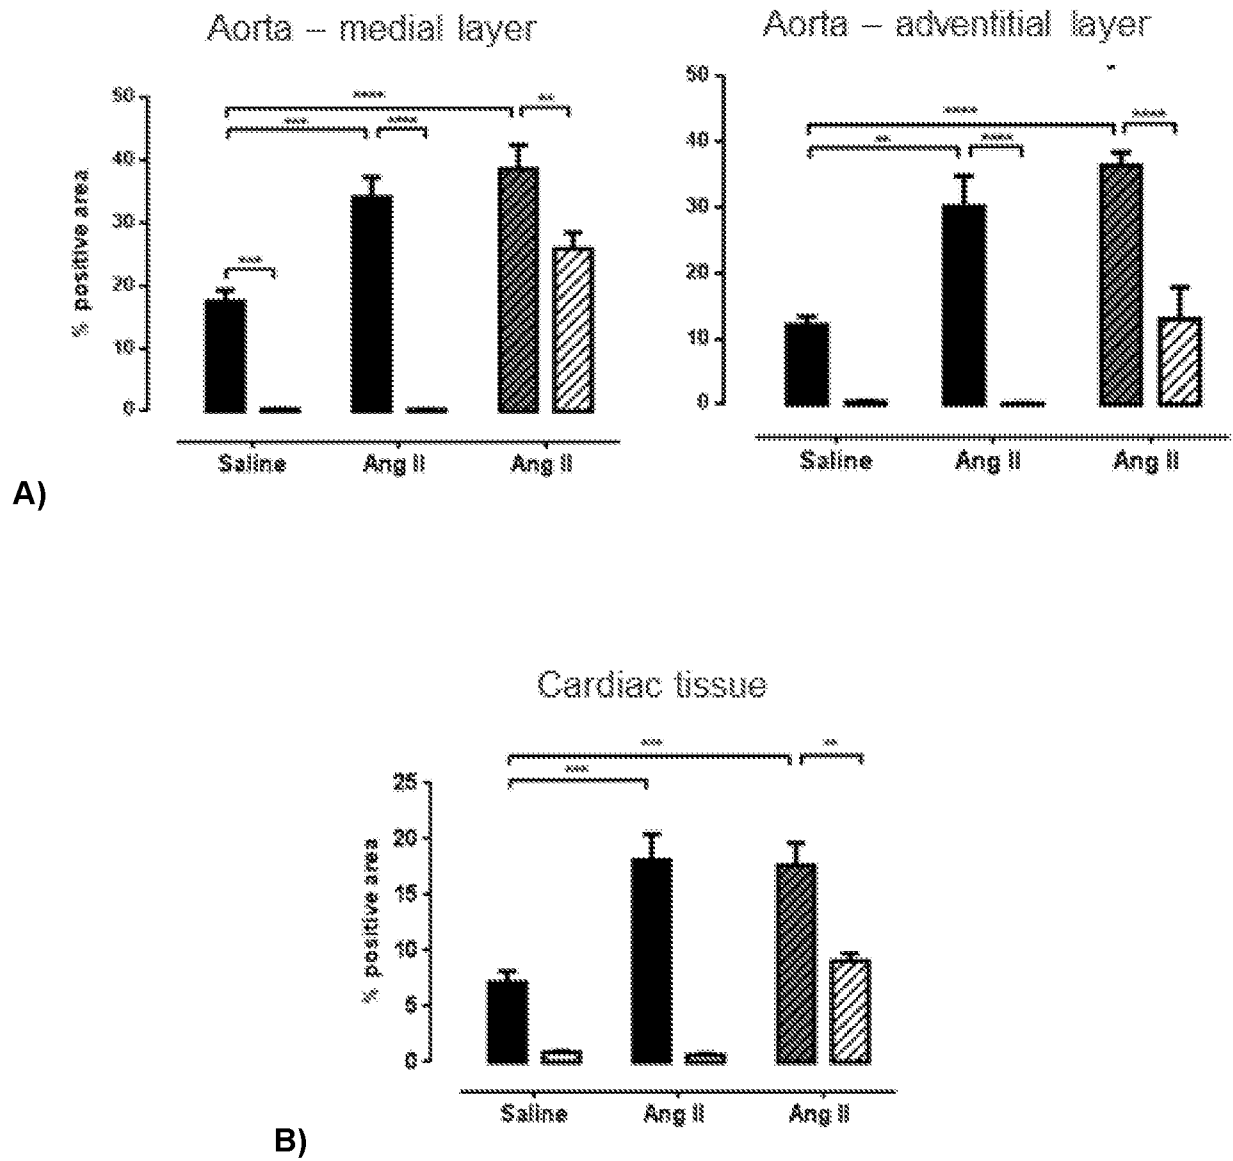 Aorta – medial layer
Aorta – adventitial layer
% positive area
50
40
30
20
10
0
**** 
**
***
****
***
Saline
Ang II
Ang II
50
40
30
20
10
0
****
****
**
****
Saline
Ang II
Ang II
A)
Cardiac tissue
% positive area
25
20
15
10
5
0
***
**
***
Saline
Ang II
Ang II
B)